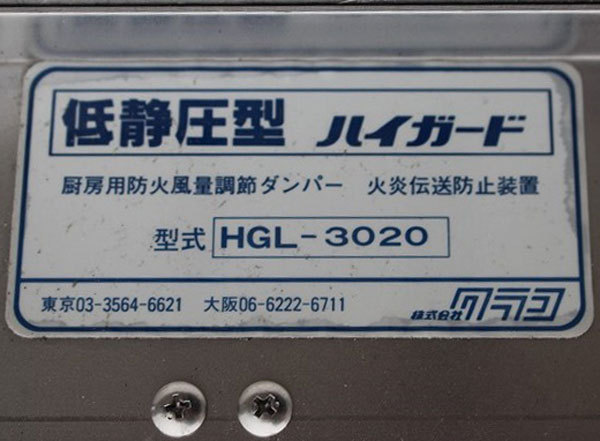 低静圧型 ハイガード
厨房用防火風量調節ダンパー 火炎伝送防止装置
型式 HGL-3020
東京03-3564-6621 大阪06-6222-6711 株式会社クラコ